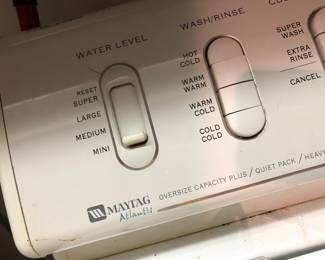 WATER LEVEL
RESET
SUPER
LARGE
MEDIUM
MINI
WASH/RINSE
HOT
COLD
WARM
WARM
WARM
COLD
COLD
COLD
SUPER
WASH
EXTRA
RINSE
CANCEL
MAYTAG
Atlantis
OVERSIZE CAPACITY PLUS / QUIET PACK / HEAVY